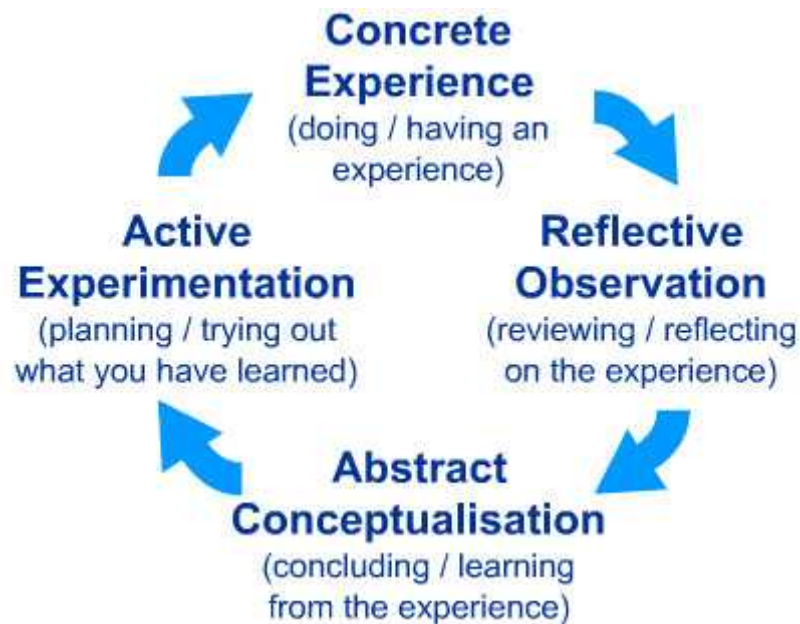 Concrete
Experience
(doing / having an
experience)
Reflective
Observation
(reviewing / reflecting
on the experience)
Abstract
Conceptualisation
(concluding / learning
from the experience)
Active
Experimentation
(planning / trying out
what you have learned)